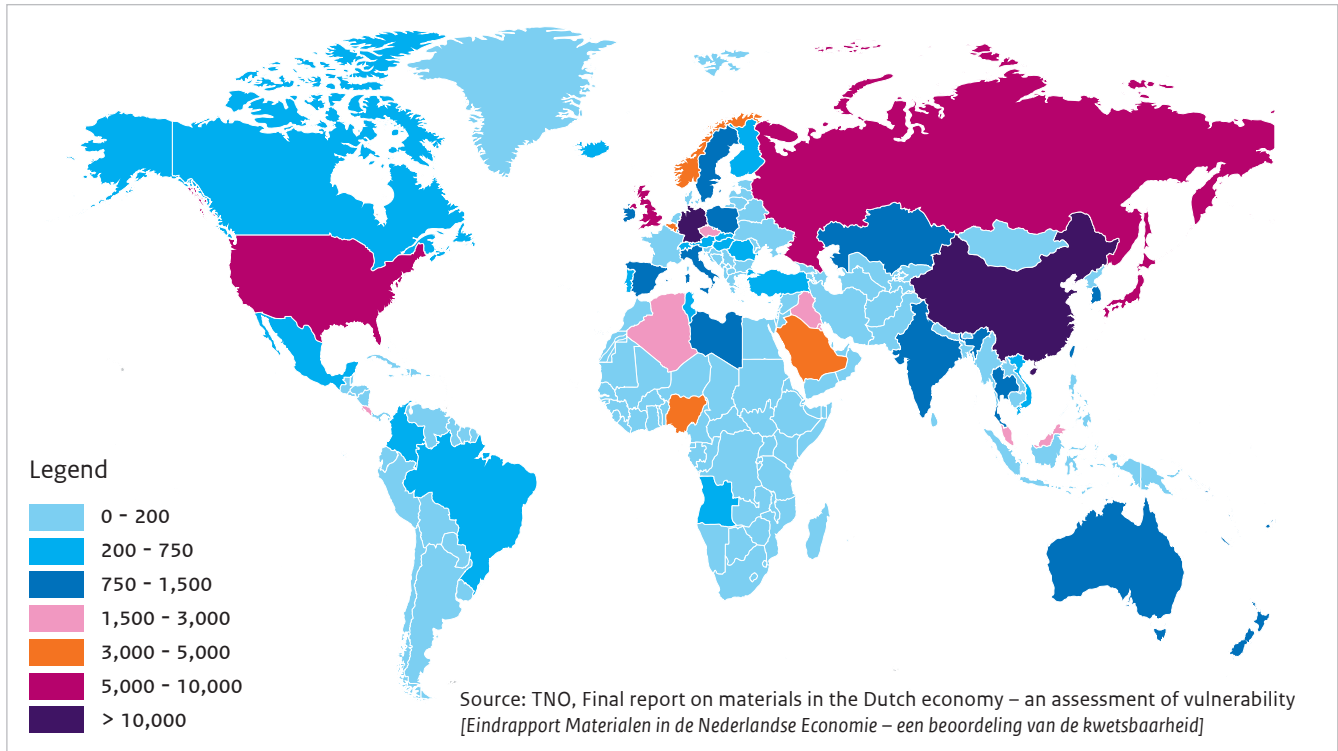 Legend
0 - 200
200 - 750
750 - 1,500
1,500 - 3,000
3,000 - 5,000
5,000 - 10,000
> 10,000
Source: TNO, Final report on materials in the Dutch economy – an assessment of vulnerability
[Eindrapport Materialen in de Nederlandse Economie – een beoordeling van de kwetsbaarheid]